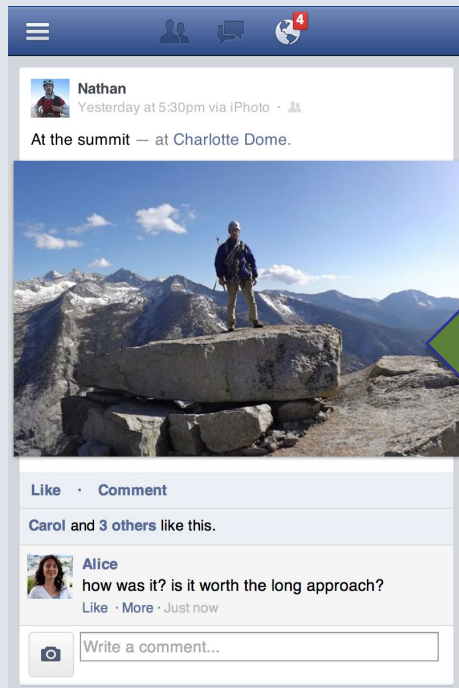 4
Nathan
Yesterday at 5:30pm via iPhoto ·
At the summit — at Charlotte Dome.
Like · Comment
Carol and 3 others like this.
Alice
how was it? is it worth the long approach?
Like · More · Just now
Write a comment...